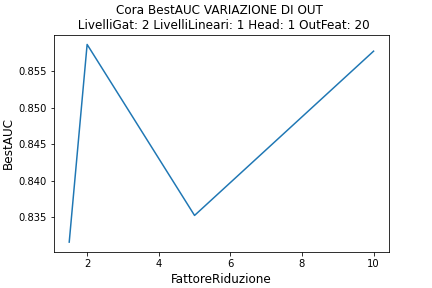 Cora BestAUC VARIAZIONE DI OUT
LivelliGat: 2 LivelliLineari: 1 Head: 1 OutFeat: 20
0.855
0.850
0.845
0.840
0.835
BestAUC
2 4 6 8 10
FattoreRiduzione